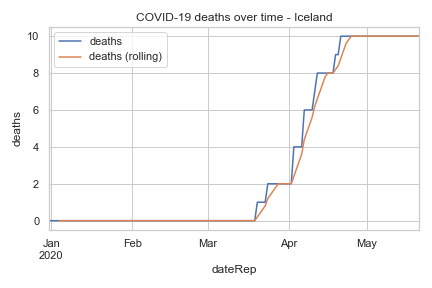 COVID-19 deaths over time - Iceland
deaths
deaths (rolling)
10
8
6
4
2
0
deaths
Jan
2020
Feb
Mar
Apr
May
dateRep